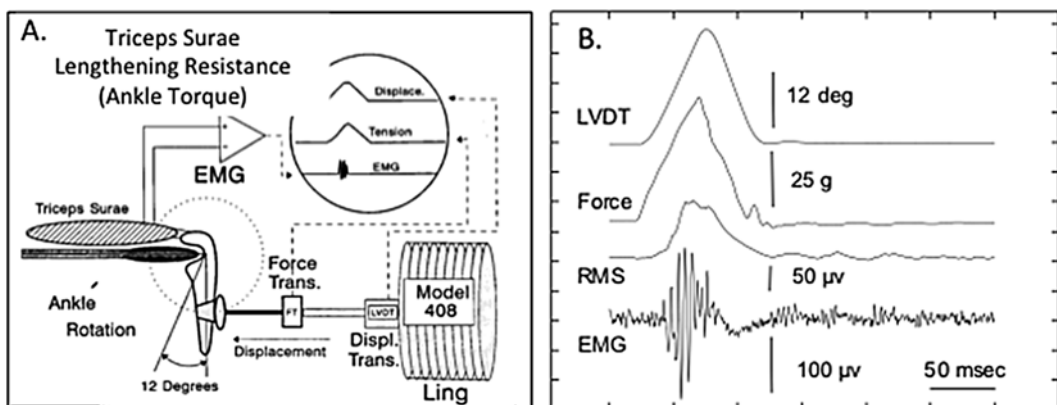 A.
Triceps Surae
Lengthening Resistance
(Ankle Torque)
Displace.
Tension
EMG
EMG
Triceps Surae
Ankle
Rotation
12 Degrees
Force
Trans.
FT
LVDT
Displacement
Displ.
Trans.
Model
408
Ling
B.
LVDT
12 deg
Force
25 g
RMS
50 μv
EMG
100 μv
50 msec